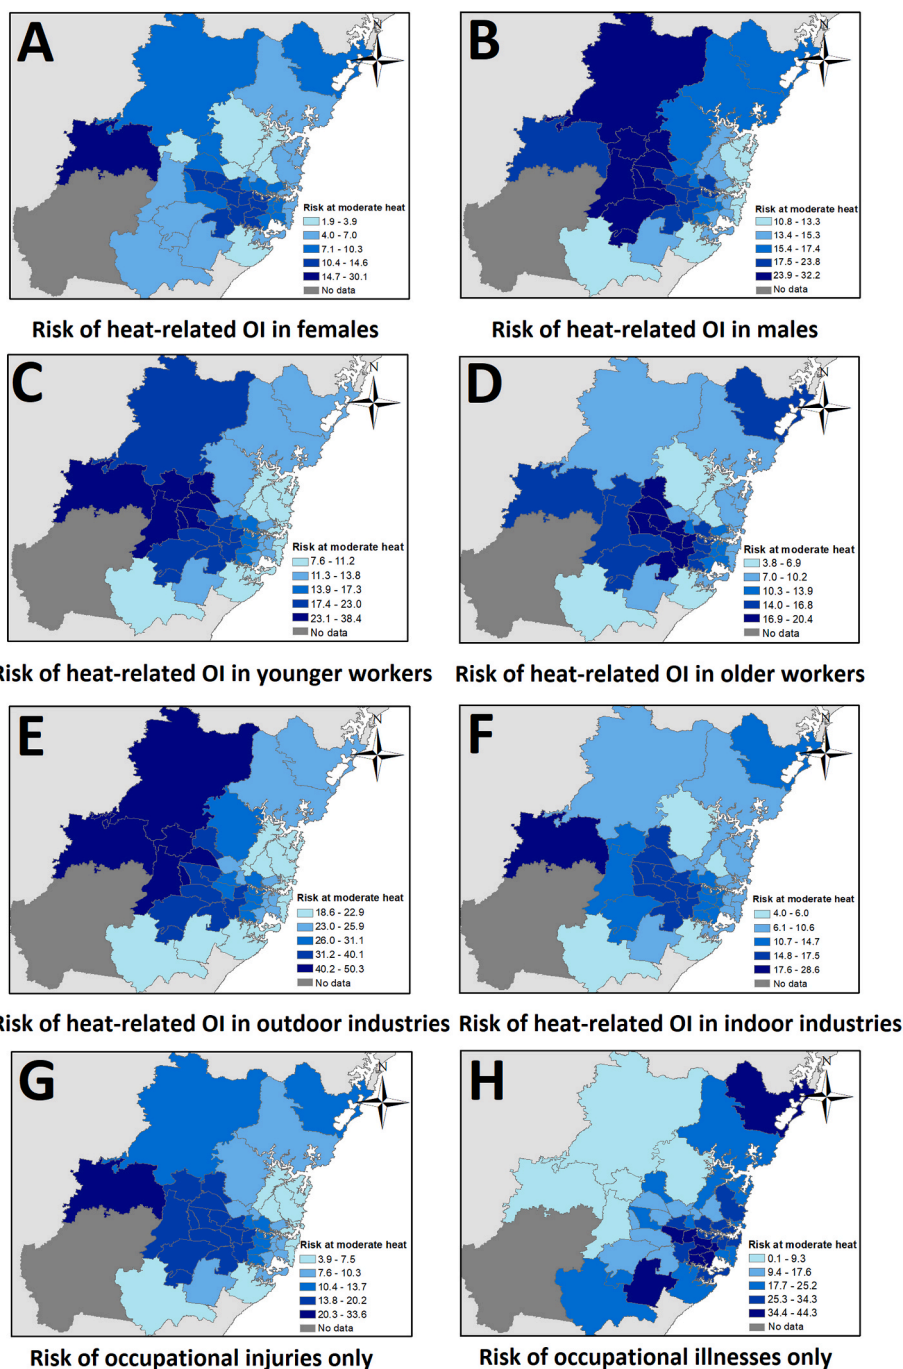 A
N
Risk at moderate heat
1.9 - 3.9
4.0 - 7.0
7.1 - 10.3
10.4 - 14.6
14.7 - 30.1
No data
Risk of heat-related OI in females
B
N
Risk at moderate heat
10.8 - 13.3
13.4 - 15.3
15.4 - 17.4
17.5 - 23.8
23.9 - 32.2
No data
Risk of heat-related OI in males
C
N
Risk at moderate heat
7.6 - 11.2
11.3 - 13.8
13.9 - 17.3
17.4 - 23.0
23.1 - 38.4
No data
Risk of heat-related OI in younger workers
D
N
Risk at moderate heat
3.8 - 6.9
7.0 - 10.2
10.3 - 13.9
14.0 - 16.8
16.9 - 20.4
No data
Risk of heat-related OI in older workers
E
N
Risk at moderate heat
18.6 - 22.9
23.0 - 25.9
26.0 - 31.1
31.2 - 40.1
40.2 - 50.3
No data
Risk of heat-related OI in outdoor industries
F
N
Risk at moderate heat
4.0 - 6.0
6.1 - 10.6
10.7 - 14.7
14.8 - 17.5
17.6 - 28.6
No data
Risk of heat-related OI in indoor industries
G
N
Risk at moderate heat
3.9 - 7.5
7.6 - 10.3
10.4 - 13.7
13.8 - 20.2
20.3 - 33.6
No data
Risk of occupational injuries only
H
N
Risk at moderate heat
0.1 - 9.3
9.4 - 17.6
17.7 - 25.2
25.3 - 34.3
34.4 - 44.3
No data
Risk of occupational illnesses only